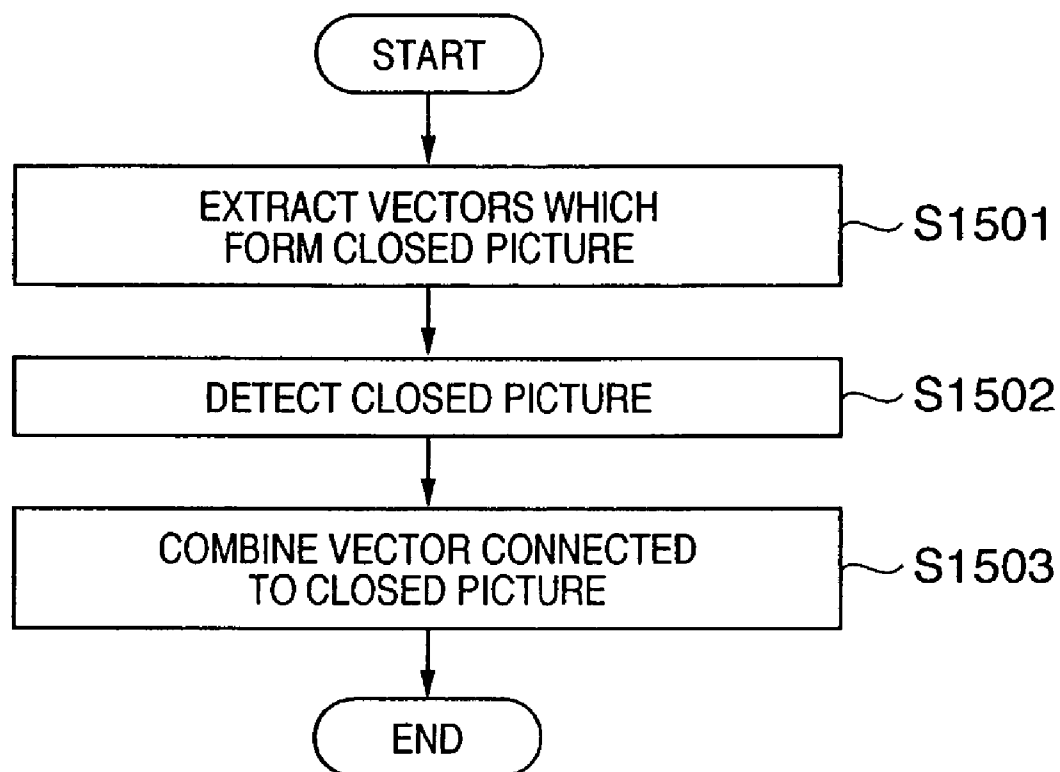 START
EXTRACT VECTORS WHICH
FORM CLOSED PICTURE
S1501
DETECT CLOSED PICTURE
S1502
COMBINE VECTOR CONNECTED
TO CLOSED PICTURE
S1503
END